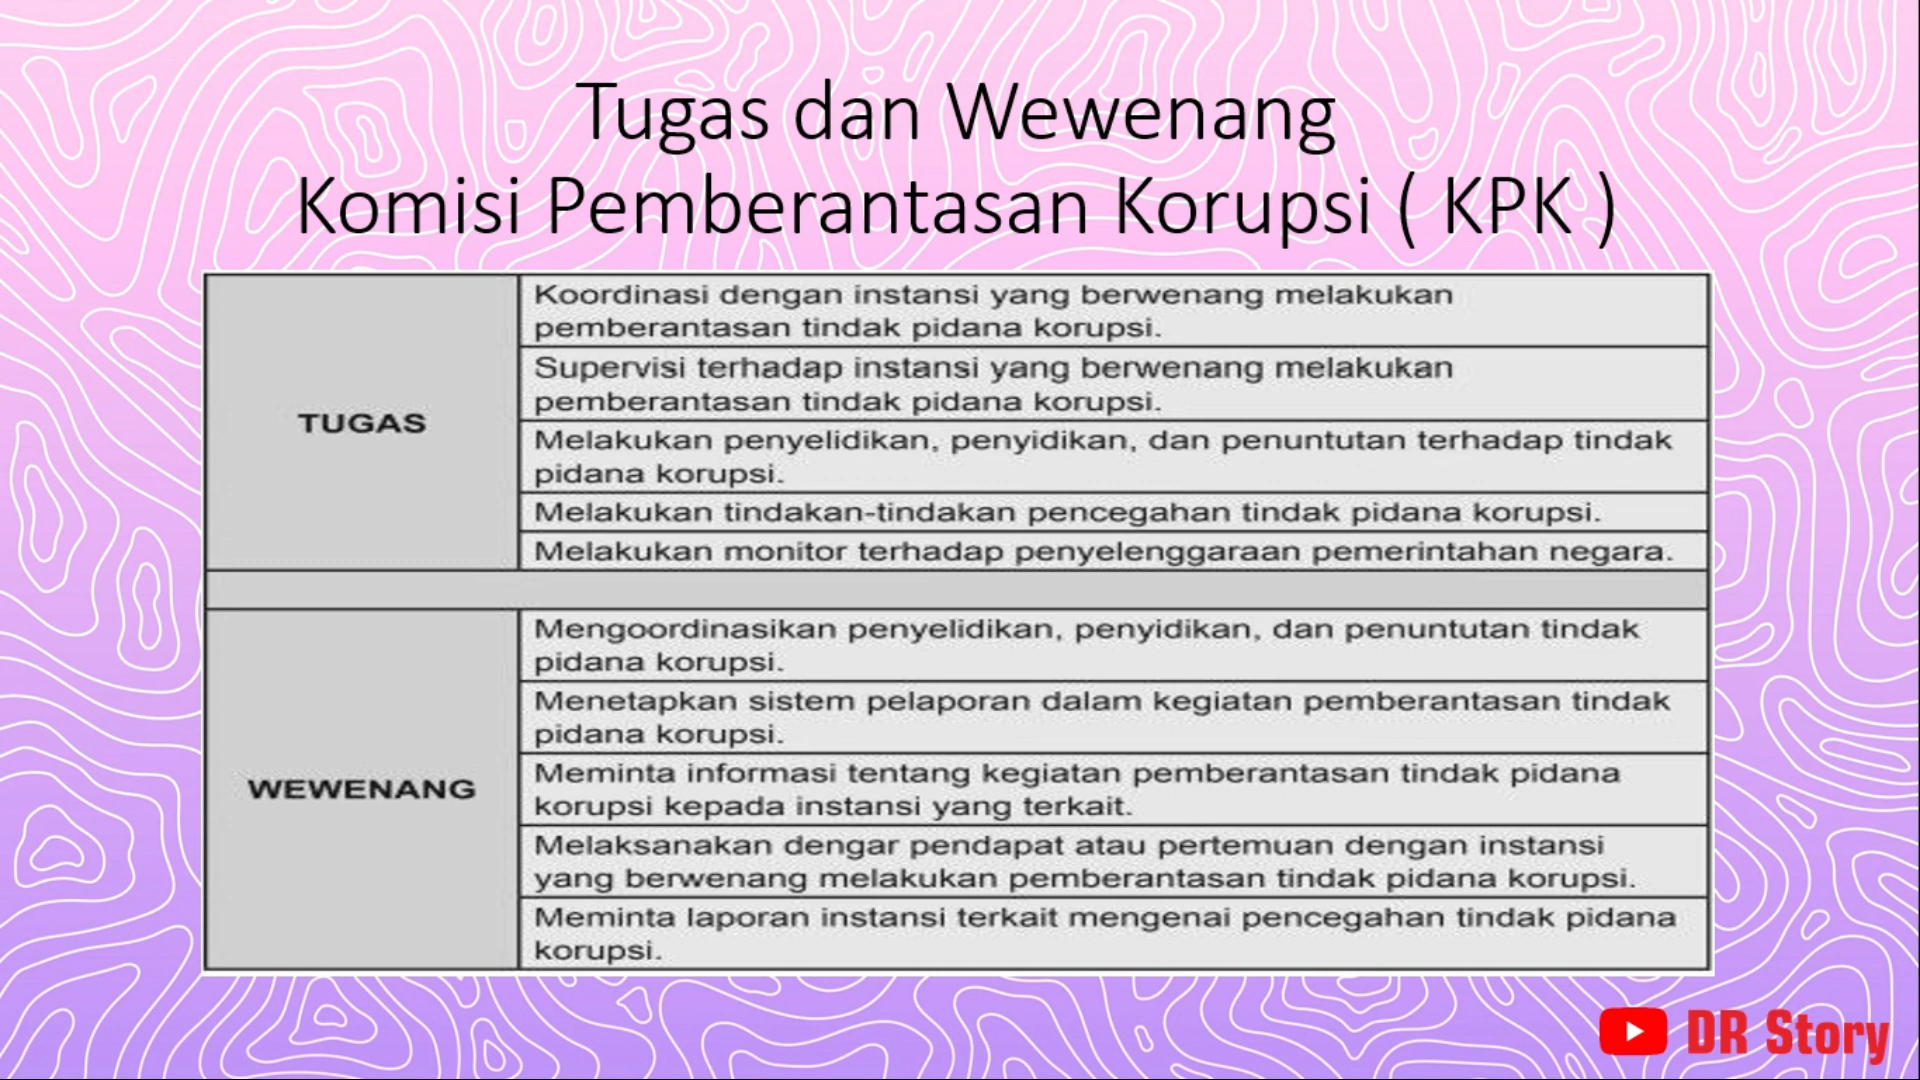 Tugas dan Wewenang
Komisi Pemberantasan Korupsi ( KPK )
TUGAS
Koordinasi dengan instansi yang berwenang melakukan
pemberantasan tindak pidana korupsi.
Supervisi terhadap instansi yang berwenang melakukan
pemberantasan tindak pidana korupsi.
Melakukan penyelidikan, penyidikan, dan penuntutan terhadap tindak
pidana korupsi.
Melakukan tindakan-tindakan pencegahan tindak pidana korupsi.
Melakukan monitor terhadap penyelenggaraan pemerintahan negara.
WEWENANG
Mengoordinasikan penyelidikan, penyidikan, dan penuntutan tindak
pidana korupsi.
Menetapkan sistem pelaporan dalam kegiatan pemberantasan tindak
pidana korupsi.
Meminta informasi tentang kegiatan pemberantasan tindak pidana
korupsi kepada instansi yang terkait.
Melaksanakan dengar pendapat atau pertemuan dengan instansi
yang berwenang melakukan pemberantasan tindak pidana korupsi.
Meminta laporan instansi terkait mengenai pencegahan tindak pidana
korupsi.
DR Story